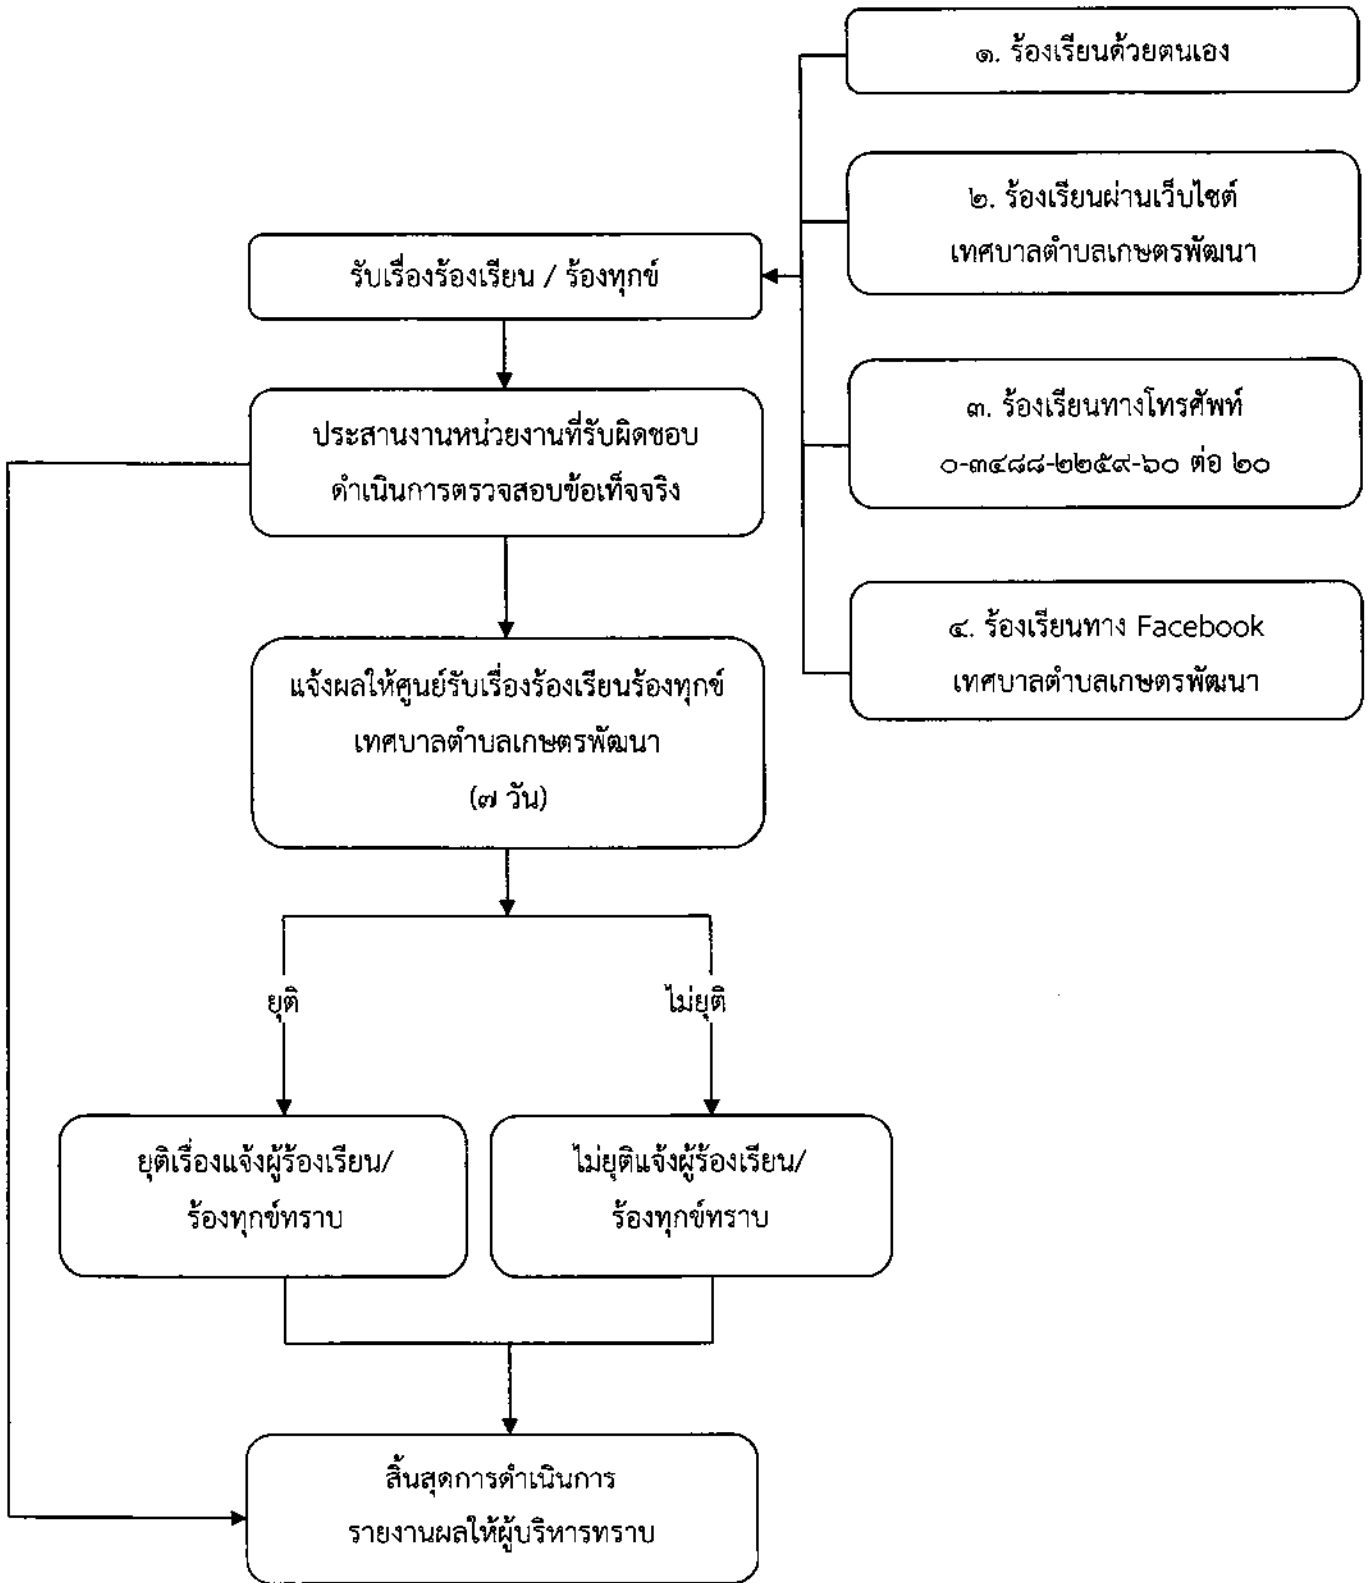 ๑. ร้องเรียนด้วยตนเอง
๒. ร้องเรียนผ่านเว็บไซต์
เทศบาลตำบลเกษตรพัฒนา
รับเรื่องร้องเรียน / ร้องทุกข์
๓. ร้องเรียนทางโทรศัพท์
๐-๓๔๘๘-๒๒๕๙-๖๐ ต่อ ๒๐
ประสานงานหน่วยงานที่รับผิดชอบ
ดำเนินการตรวจสอบข้อเท็จจริง
๔. ร้องเรียนทาง Facebook
เทศบาลตำบลเกษตรพัฒนา
แจ้งผลให้ศูนย์รับเรื่องร้องเรียนร้องทุกข์
เทศบาลตำบลเกษตรพัฒนา
(๗ วัน)
ยุติ
ไม่ยุติ
ยุติเรื่องแจ้งผู้ร้องเรียน/
ร้องทุกข์ทราบ
ไม่ยุติแจ้งผู้ร้องเรียน/
ร้องทุกข์ทราบ
สิ้นสุดการดำเนินการ
รายงานผลให้ผู้บริหารทราบ